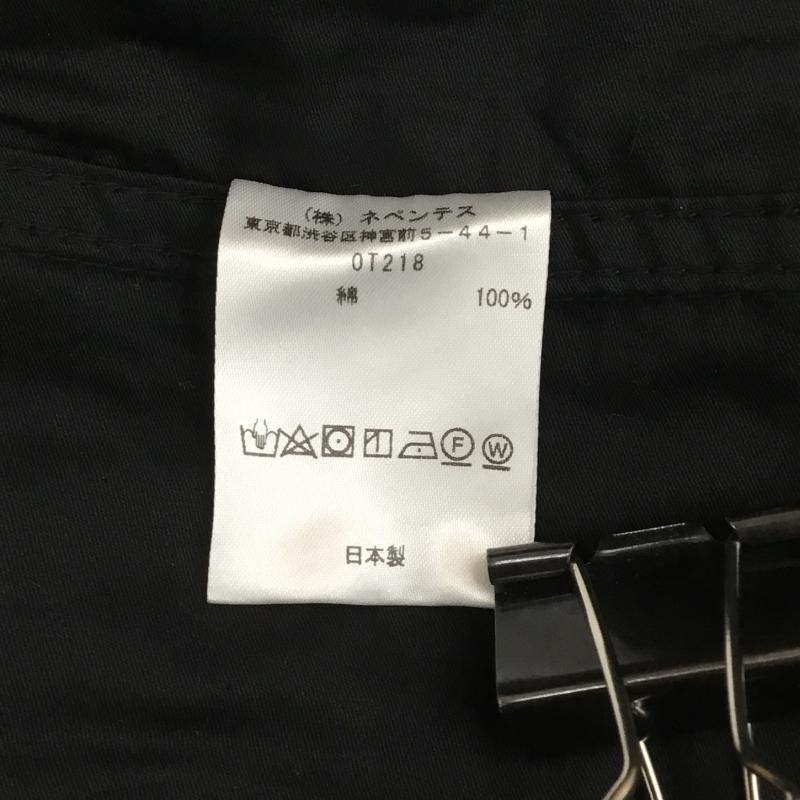 (株) ネペンテス
東京都渋谷区神宮前5-44-1
OT218
綿 100%
F W
日本製